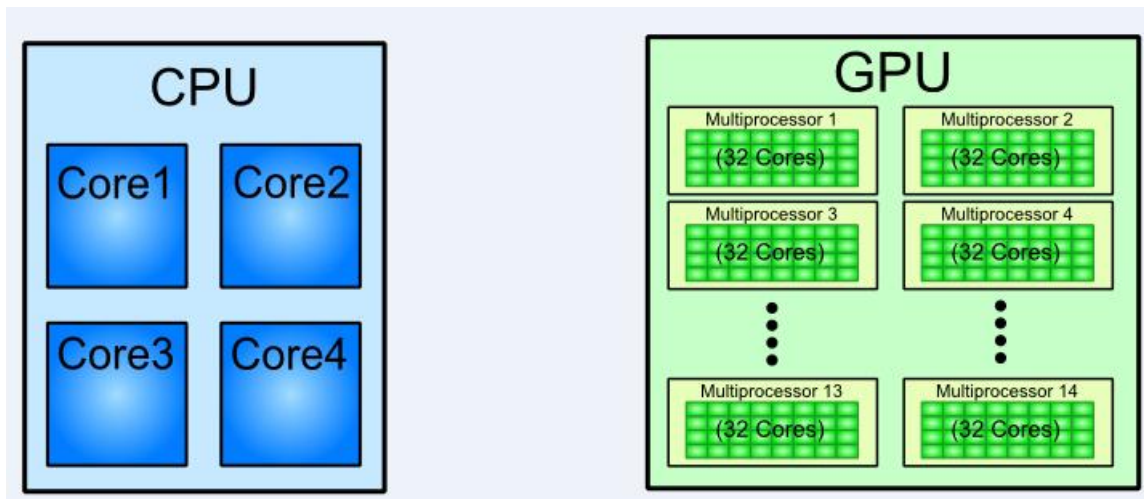 CPU
Core1
Core2
Core3
Core4
GPU
Multiprocessor 1
(32 Cores)
Multiprocessor 2
(32 Cores)
Multiprocessor 3
(32 Cores)
Multiprocessor 4
(32 Cores)
Multiprocessor 13
(32 Cores)
Multiprocessor 14
(32 Cores)